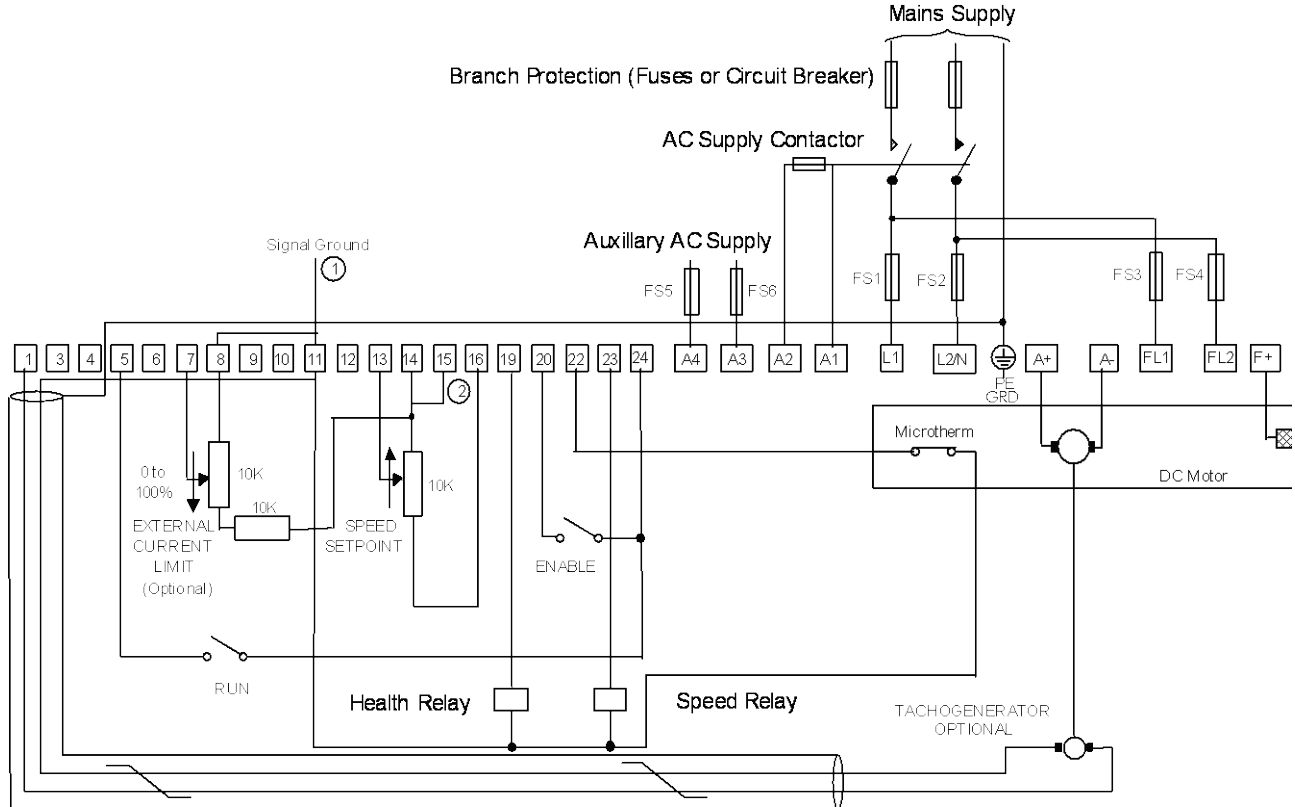 Mains Supply
Branch Protection (Fuses or Circuit Breaker)
AC Supply Contactor
Signal Ground
1
Auxillary AC Supply
FS5
FS6
FS1
FS2
FS3
FS4
1
3
4
5
6
7
8
9
10
11
12
13
14
15
16
19
20
22
23
24
A4
A3
A2
A1
L1
L2/N
A+
A-
FL1
FL2
F+
PE
GRD
2
Microtherm
DC Motor
0 to
100%
10K
10K
10K
EXTERNAL
CURRENT
LIMIT
(Optional)
SPEED
SETPOINT
ENABLE
RUN
Health Relay
Speed Relay
TACHOGENERATOR
OPTIONAL